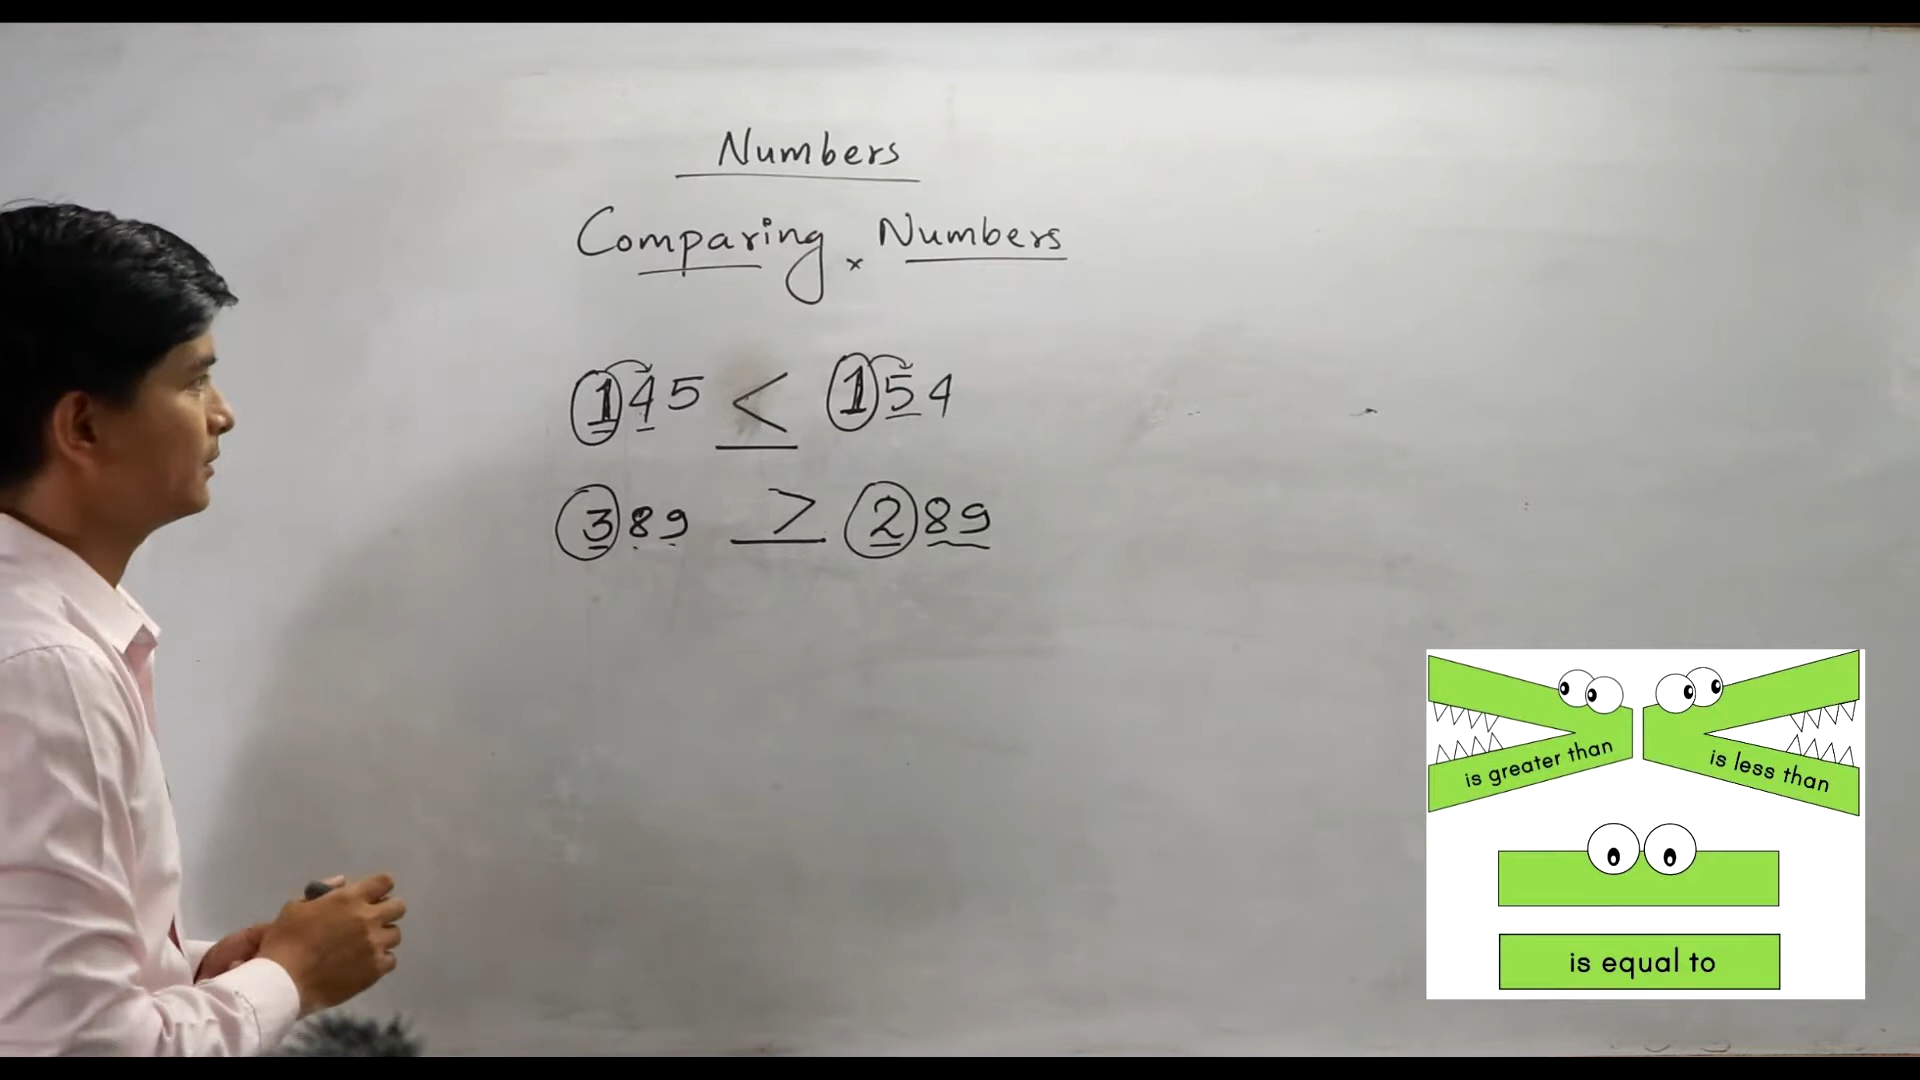 Numbers
Comparing Numbers
145 < 154
389 > 289
is greater than
is less than
is equal to